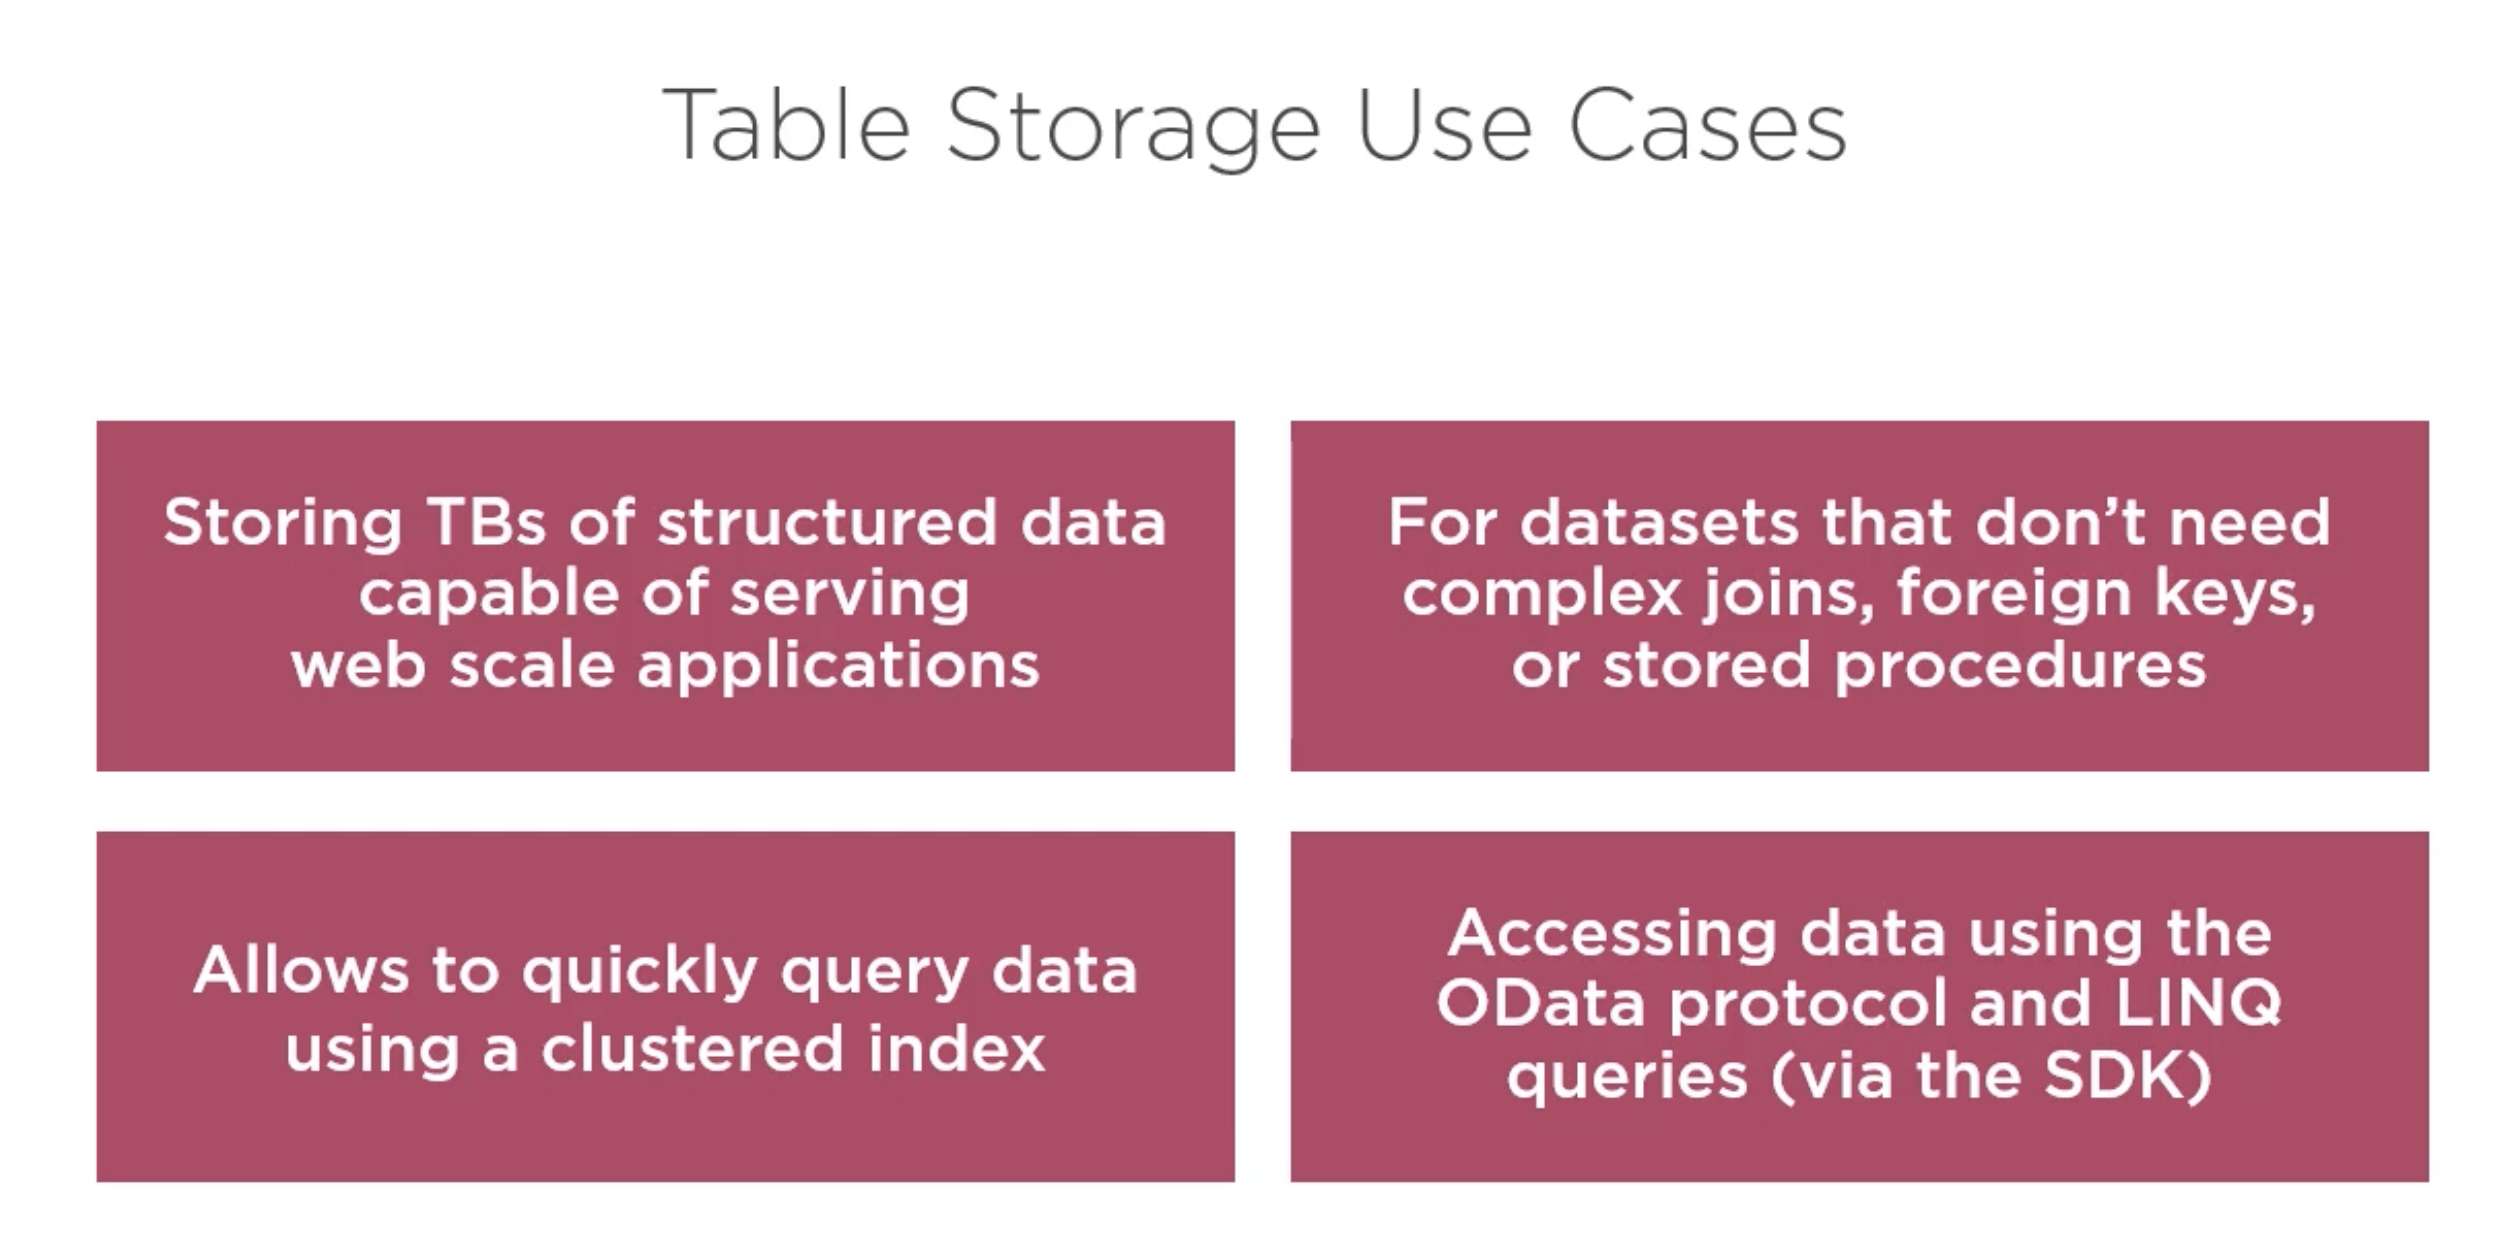 Table Storage Use Cases
Storing TBs of structured data
capable of serving
web scale applications
For datasets that don’t need
complex joins, foreign keys,
or stored procedures
Allows to quickly query data
using a clustered index
Accessing data using the
OData protocol and LINQ
queries (via the SDK)